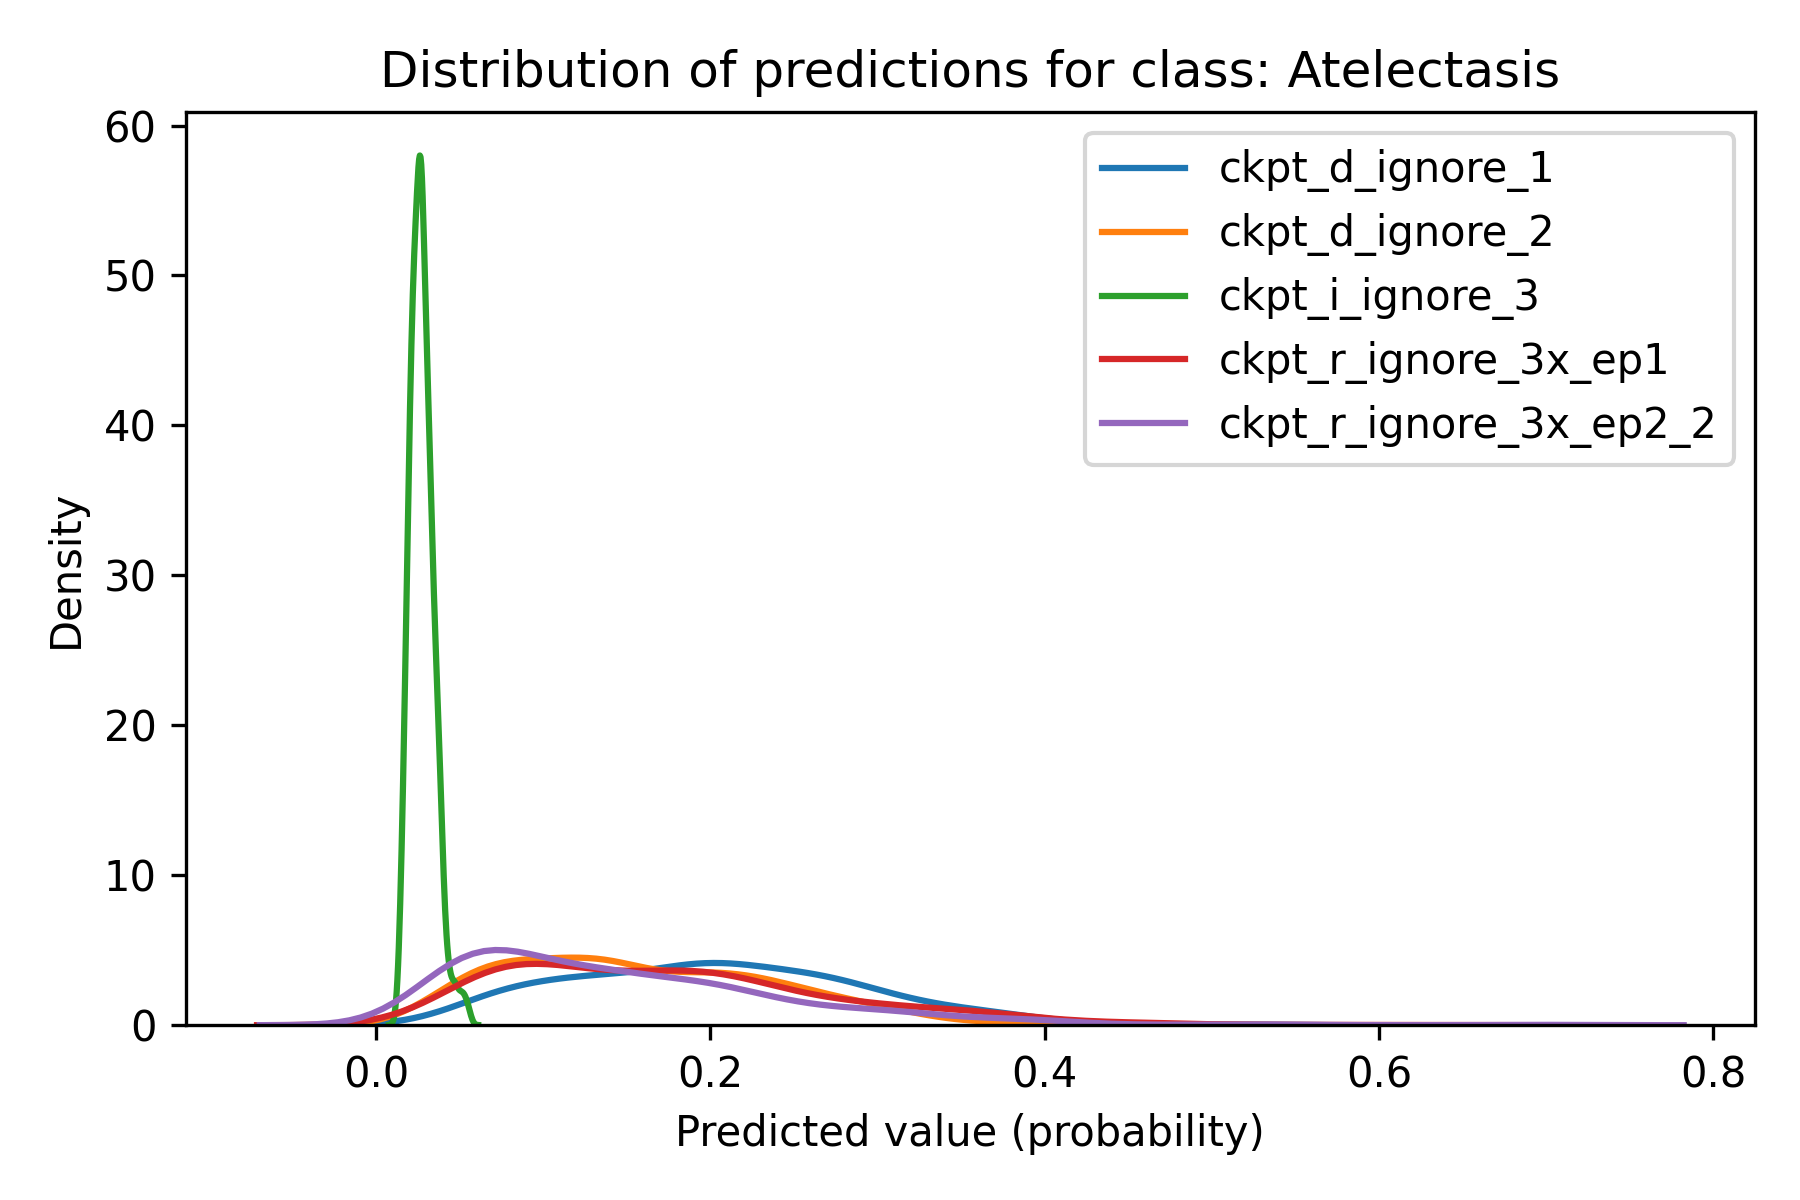 Distribution of predictions for class: Atelectasis
60
50
40
30
20
10
0
Density
ckpt_d_ignore_1
ckpt_d_ignore_2
ckpt_i_ignore_3
ckpt_r_ignore_3x_ep1
ckpt_r_ignore_3x_ep2_2
0.0 0.2 0.4 0.6 0.8
Predicted value (probability)